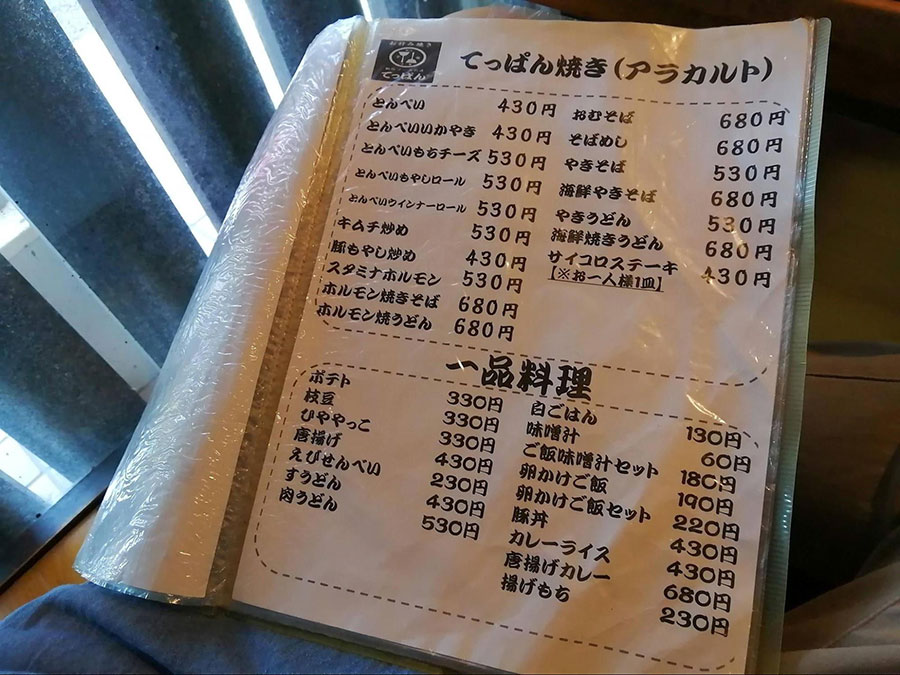 お好み焼き
てっぱん
てっぱん焼き(アラカルト)
とんぺい 430円
とんぺいいかやき 430円
とんぺいもちチーズ 530円
とんぺいもやしロール 530円
とんぺいウインナーロール 530円
キムチ炒め 530円
豚もやし炒め 430円
スタミナホルモン 530円
ホルモン焼きそば 680円
ホルモン焼うどん 680円
おむそば 680円
そばめし 680円
やきそば 530円
海鮮やきそば 680円
やきうどん 530円
海鮮焼きうどん 680円
サイコロステーキ 430円
【※お一人様1皿】
一品料理
ポテト 330円
枝豆 330円
ひややっこ 330円
唐揚げ 430円
えびせんべい 230円
すうどん 430円
肉うどん 530円
白ごはん 130円
味噌汁 60円
ご飯味噌汁セット 180円
卵かけご飯 190円
卵かけご飯セット 220円
豚丼 430円
カレーライス 430円
唐揚げカレー 680円
揚げもち 230円